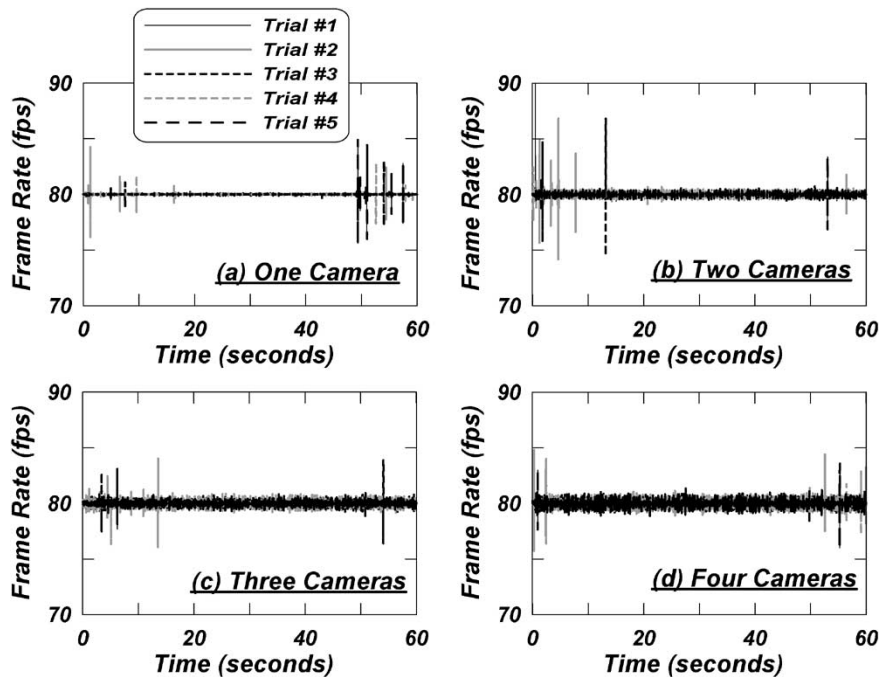 Trial #1
Trial #2
Trial #3
Trial #4
Trial #5
90
80
70
Frame Rate (fps)
(a) One Camera
0 20 40 60
Time (seconds)
90
80
70
Frame Rate (fps)
(b) Two Cameras
0 20 40 60
Time (seconds)
90
80
70
Frame Rate (fps)
(c) Three Cameras
0 20 40 60
Time (seconds)
90
80
70
Frame Rate (fps)
(d) Four Cameras
0 20 40 60
Time (seconds)